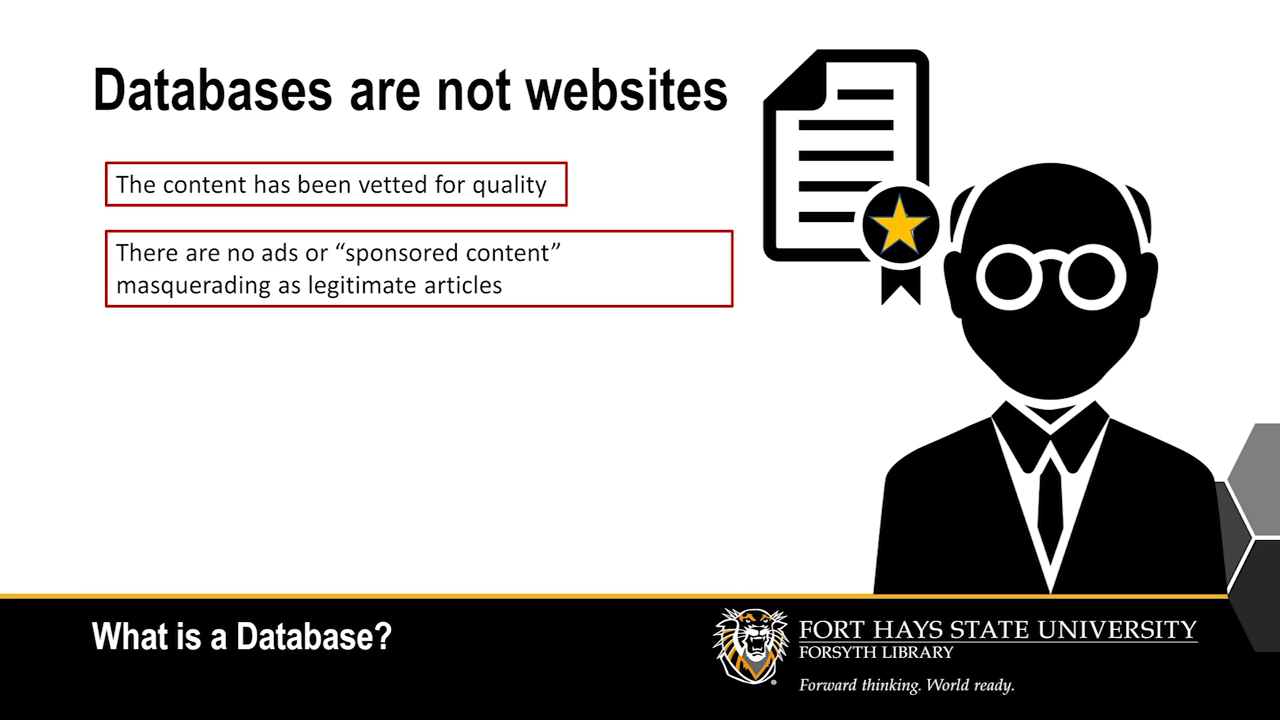 Databases are not websites
The content has been vetted for quality
There are no ads or “sponsored content”
masquerading as legitimate articles
What is a Database?
FORT HAYS STATE UNIVERSITY
FORSYTH LIBRARY
Forward thinking. World ready.